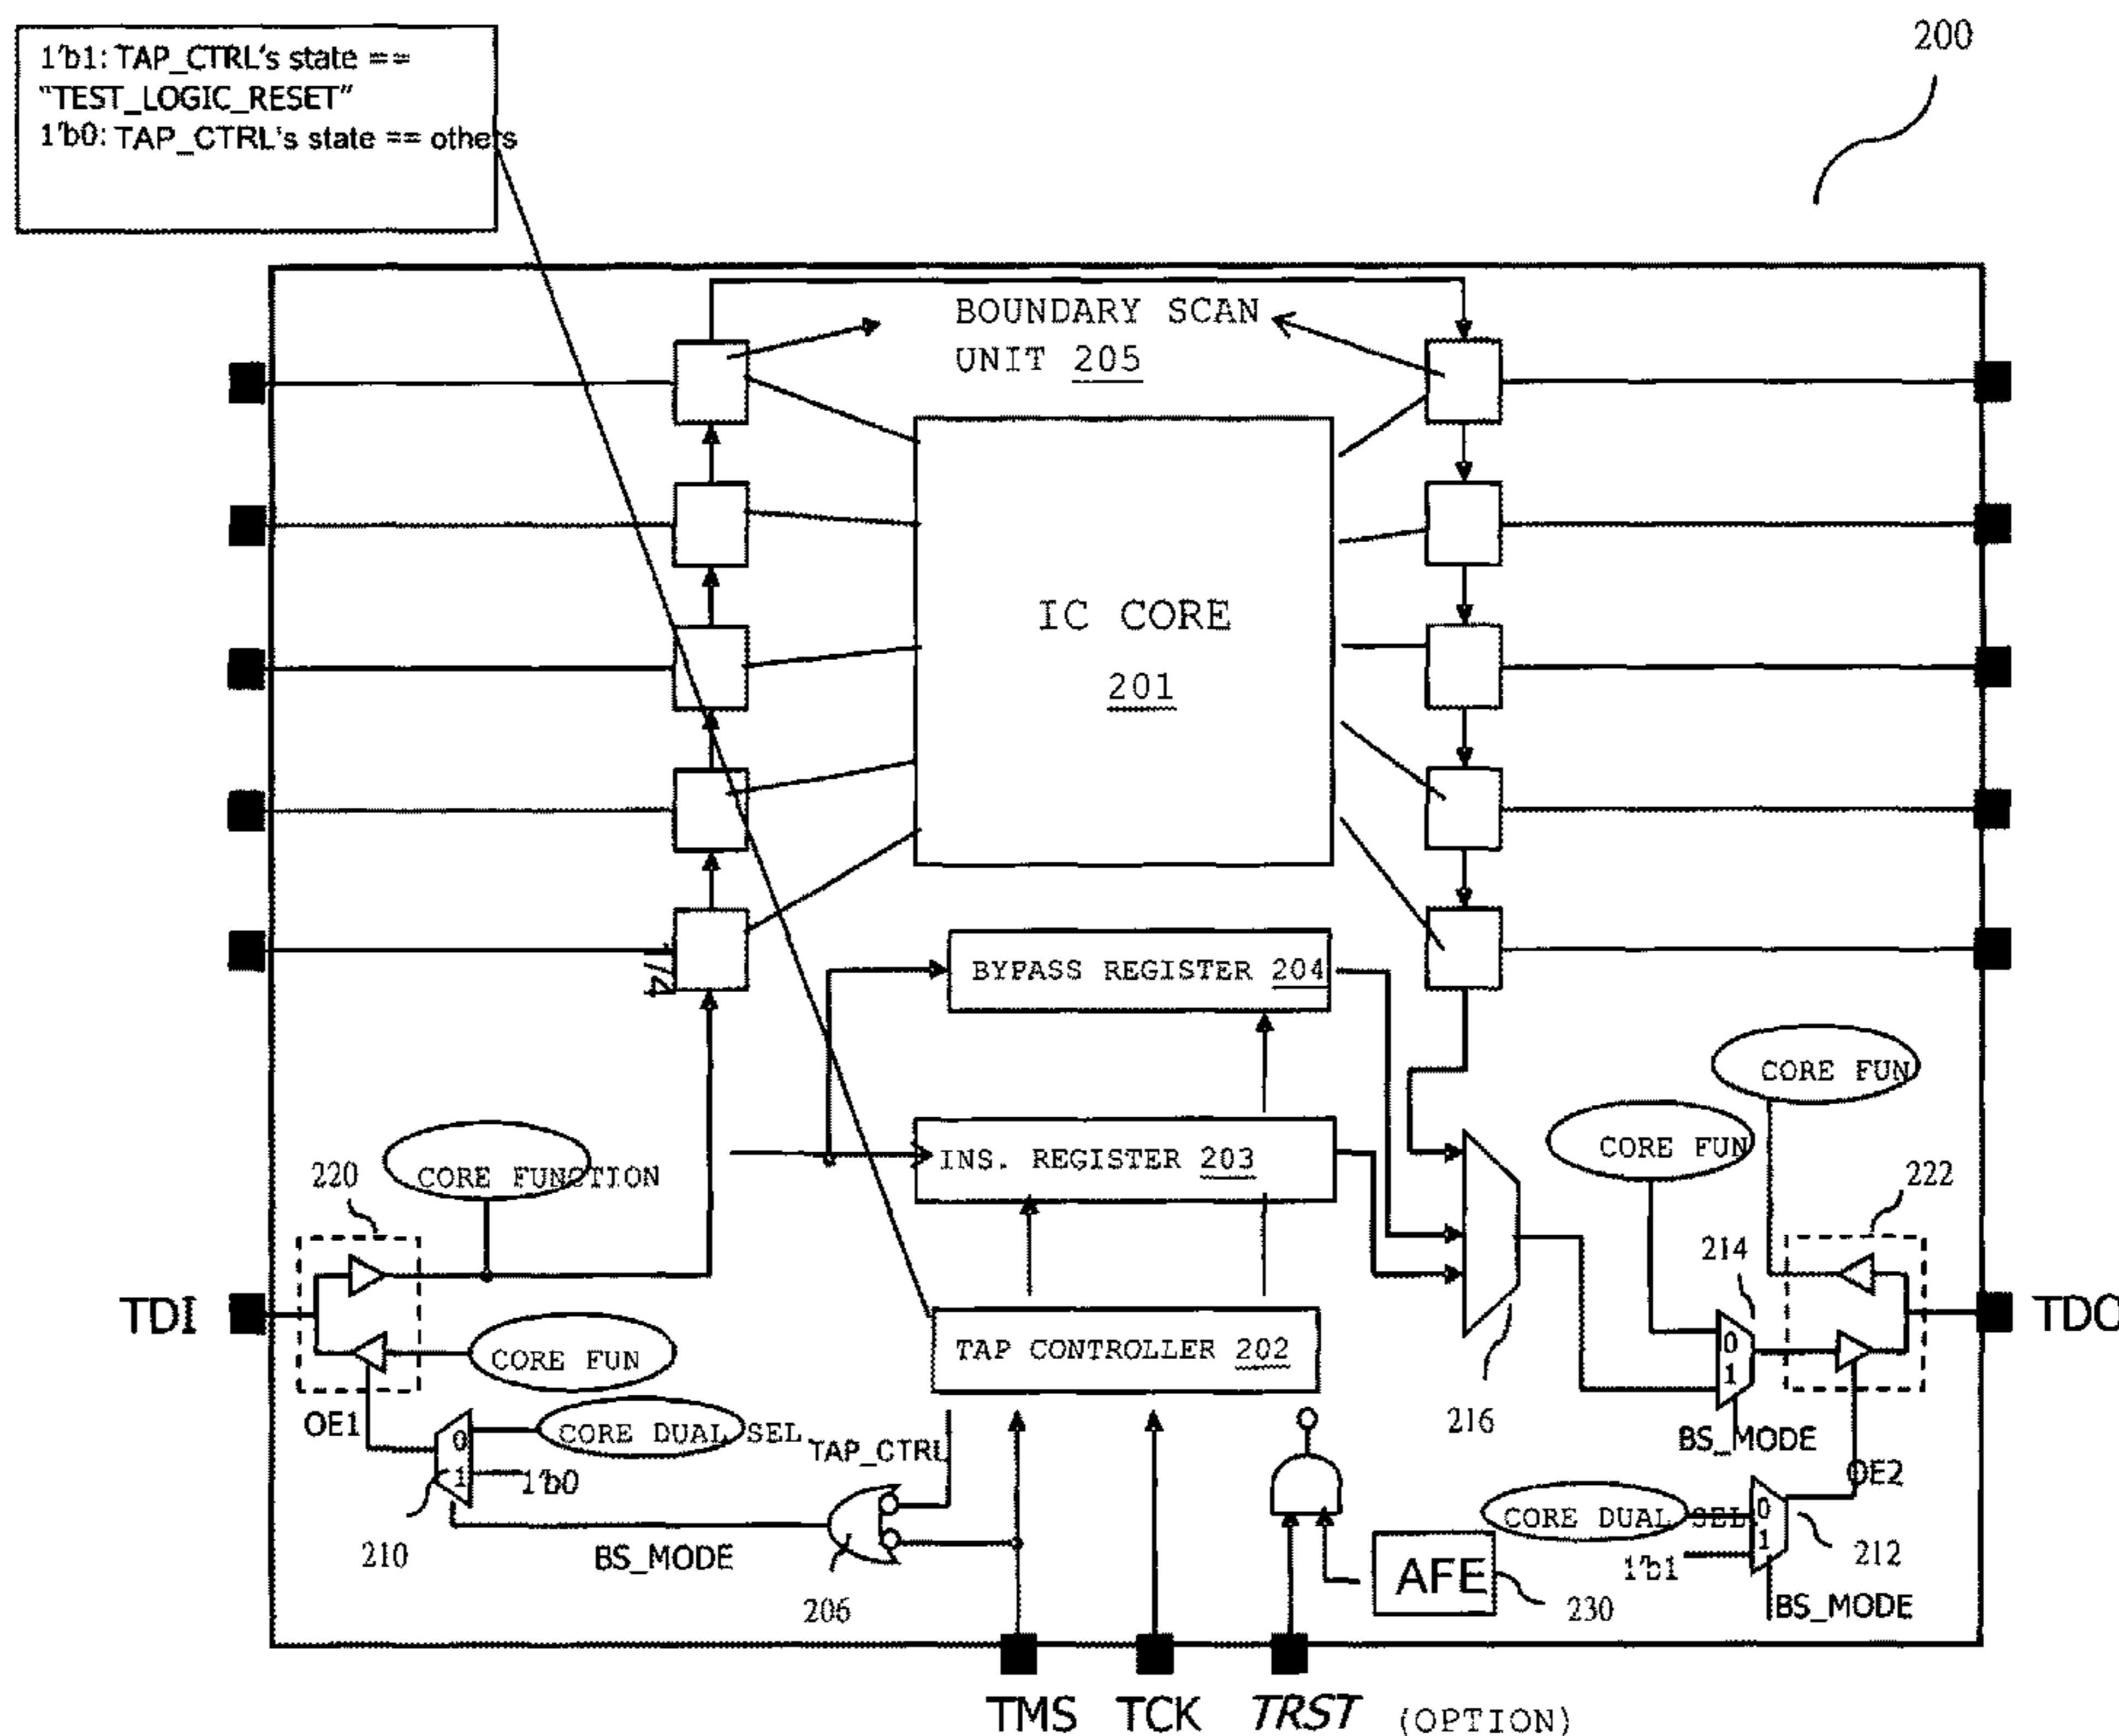 200
1'b1: TAP_CTRL's state ==
"TEST_LOGIC_RESET"
1'b0: TAP_CTRL's state == others
BOUNDARY SCAN
UNIT 205
IC CORE
201
BYPASS REGISTER 204
INS. REGISTER 203
TAP CONTROLLER 202
174
CORE FUNCTION
220
TDI
CORE FUN
OE1
0
1
CORE DUAL SEL
1'b0
210
BS_MODE
TAP_CTRL
206
216
CORE FUN
CORE FUN
214
222
0
1
TDO
BS_MODE
OE2
CORE DUAL SEL
0
1
1'b1
212
BS_MODE
AFE
230
TMS
TCK
TRST (OPTION)